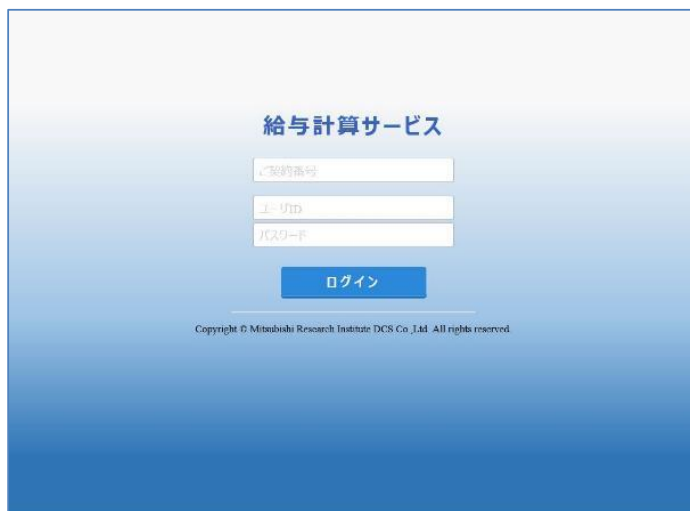 給与計算サービス
ご契約番号
ユーザID
パスワード
ログイン
Copyright © Mitsubishi Research Institute DCS Co.,Ltd. All rights reserved.